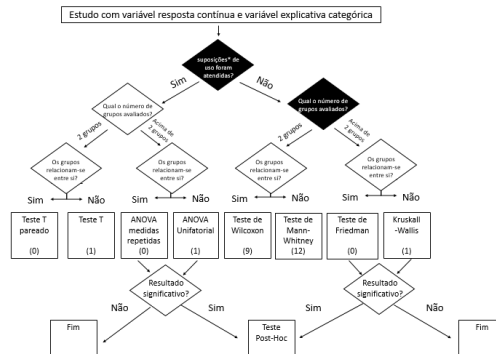 Estudo com variável resposta contínua e variável explicativa categórica
suposições* de
uso foram
atendidas?
Sim
Não
Qual o número de
grupos avaliados?
Qual o número de
grupos avaliados?
2 grupos
Acima de
2 grupos
2 grupos
Acima de
2 grupos
Os grupos
relacionam-se
entre si?
Os grupos
relacionam-se
entre si?
Os grupos
relacionam-se
entre si?
Os grupos
relacionam-se
entre si?
Sim
Não
Sim
Não
Sim
Não
Sim
Não
Teste T
pareado
(0)
Teste T
(1)
ANOVA
medidas
repetidas
(0)
ANOVA
Unifatorial
(1)
Teste de
Wilcoxon
(9)
Teste de
Mann-
Whitney
(12)
Teste de
Friedman
(0)
Kruskall
-Wallis
(1)
Resultado
significativo?
Resultado
significativo?
Não
Sim
Sim
Não
Fim
Teste
Post-Hoc
Fim